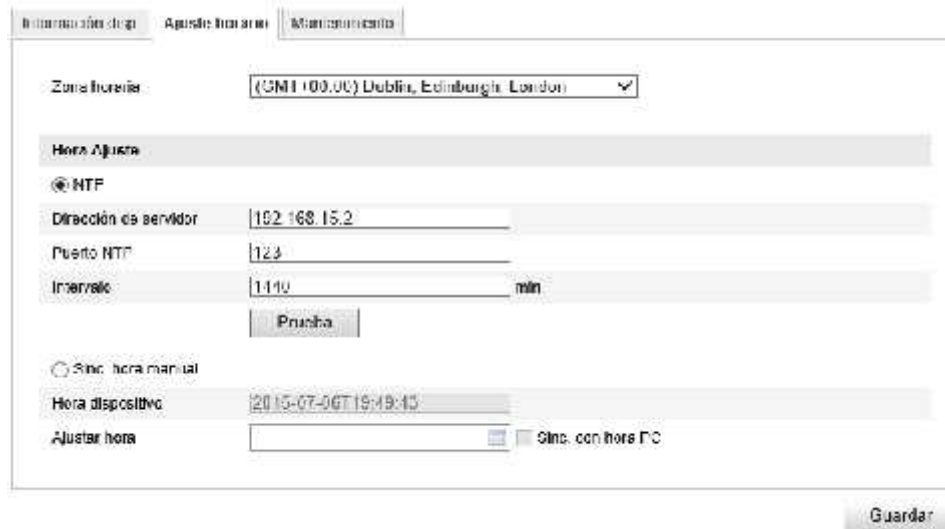 Información disp. Ajuste horario Mantenimiento
Zona horaria (GMT+00:00) Dublin, Edinburgh, London
Hora Ajuste
NTP
Dirección de servidor 192.168.15.2
Puerto NTP 123
Intervalo 1440 min
Prueba
Sinc. hora manual
Hora dispositivo 2015-07-06T19:49:43
Ajustar hora Sinc. con hora PC
Guardar